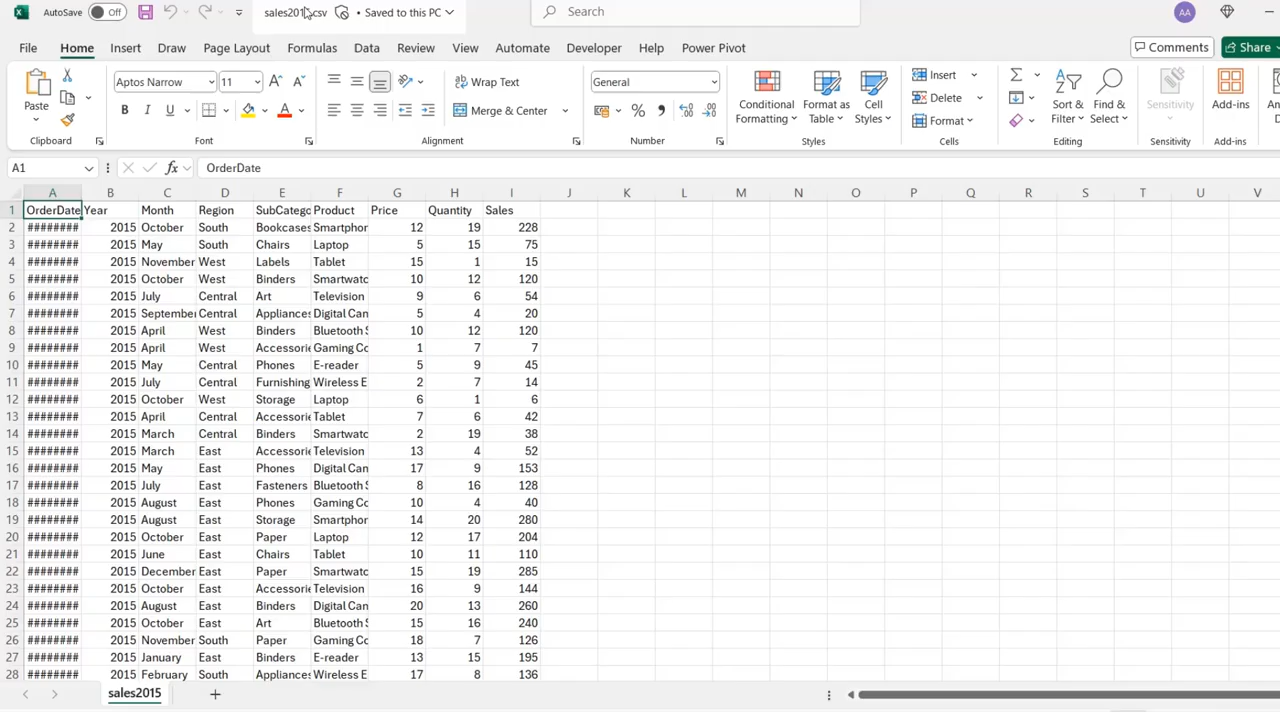 AutoSave Off sales201 .csv • Saved to this PC Search AA
File Home Insert Draw Page Layout Formulas Data Review View Automate Developer Help Power Pivot Comments Share
Paste Aptos Narrow 11 Wrap Text General Conditional Formatting Format as Table Cell Styles Insert Sort & Filter Find & Select Sensitivity Add-ins
B I U Merge & Center % Delete
Format
Clipboard Font Alignment Number Styles Cells Editing Sensitivity Add-ins
A1 fx OrderDate
A B C D E F G H I J K L M N O P Q R S T U V
1 OrderDate Year Month Region SubCatego Product Price Quantity Sales
2 ######## 2015 October South Bookcases Smartphor 12 19 228
3 ######## 2015 May South Chairs Laptop 5 15 75
4 ######## 2015 November West Labels Tablet 15 1 15
5 ######## 2015 October West Binders Smartwatc 10 12 120
6 ######## 2015 July Central Art Television 9 6 54
7 ######## 2015 September Central Appliances Digital Can 5 4 20
8 ######## 2015 April West Binders Bluetooth S 10 12 120
9 ######## 2015 April West Accessorie Gaming Co 1 7 7
10 ######## 2015 May Central Phones E-reader 5 9 45
11 ######## 2015 July Central Furnishing Wireless E 2 7 14
12 ######## 2015 October West Storage Laptop 6 1 6
13 ######## 2015 April Central Accessorie Tablet 7 6 42
14 ######## 2015 March Central Binders Smartwatc 2 19 38
15 ######## 2015 March East Accessorie Television 13 4 52
16 ######## 2015 May East Phones Digital Can 17 9 153
17 ######## 2015 July East Fasteners Bluetooth S 8 16 128
18 ######## 2015 August East Phones Gaming Co 10 4 40
19 ######## 2015 August East Storage Smartphor 14 20 280
20 ######## 2015 October East Paper Laptop 12 17 204
21 ######## 2015 June East Chairs Tablet 10 11 110
22 ######## 2015 December East Paper Smartwatc 15 19 285
23 ######## 2015 October East Accessorie Television 16 9 144
24 ######## 2015 August East Binders Digital Can 20 13 260
25 ######## 2015 October East Art Bluetooth S 15 16 240
26 ######## 2015 November South Paper Gaming Co 18 7 126
27 ######## 2015 January East Binders E-reader 13 15 195
28 ######## 2015 February South Appliances Wireless E 17 8 136
sales2015